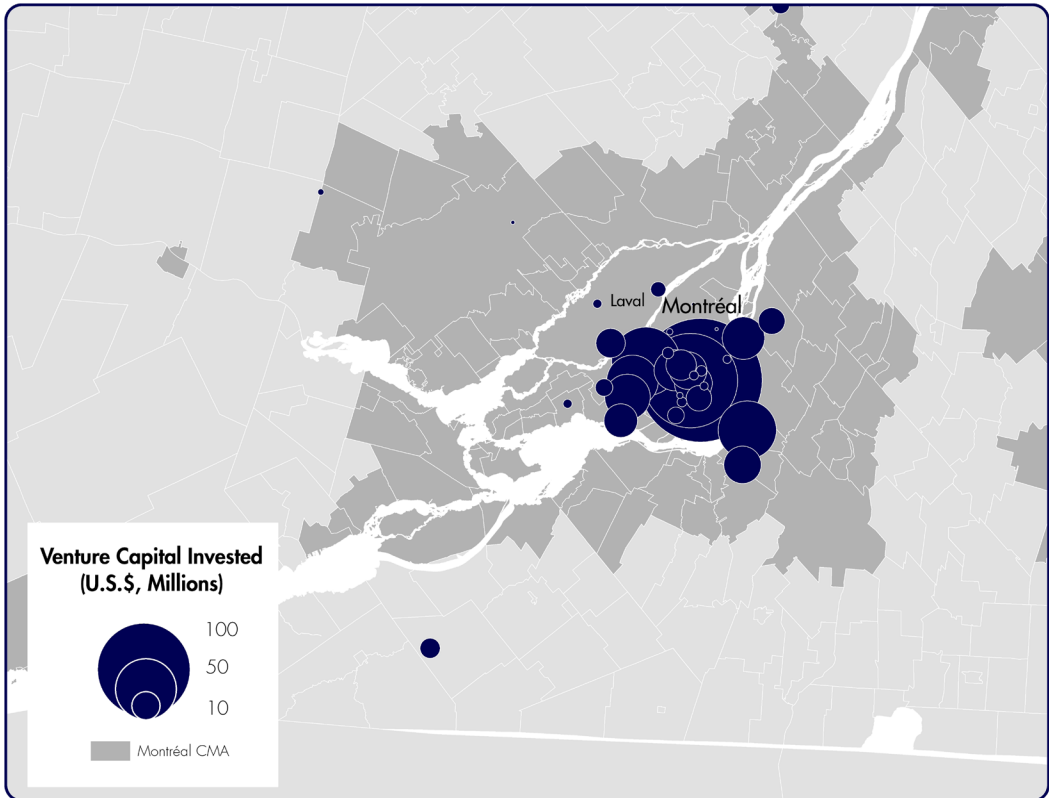 Laval
Montréal
Venture Capital Invested
(U.S.$, Millions)
100
50
10
Montréal CMA